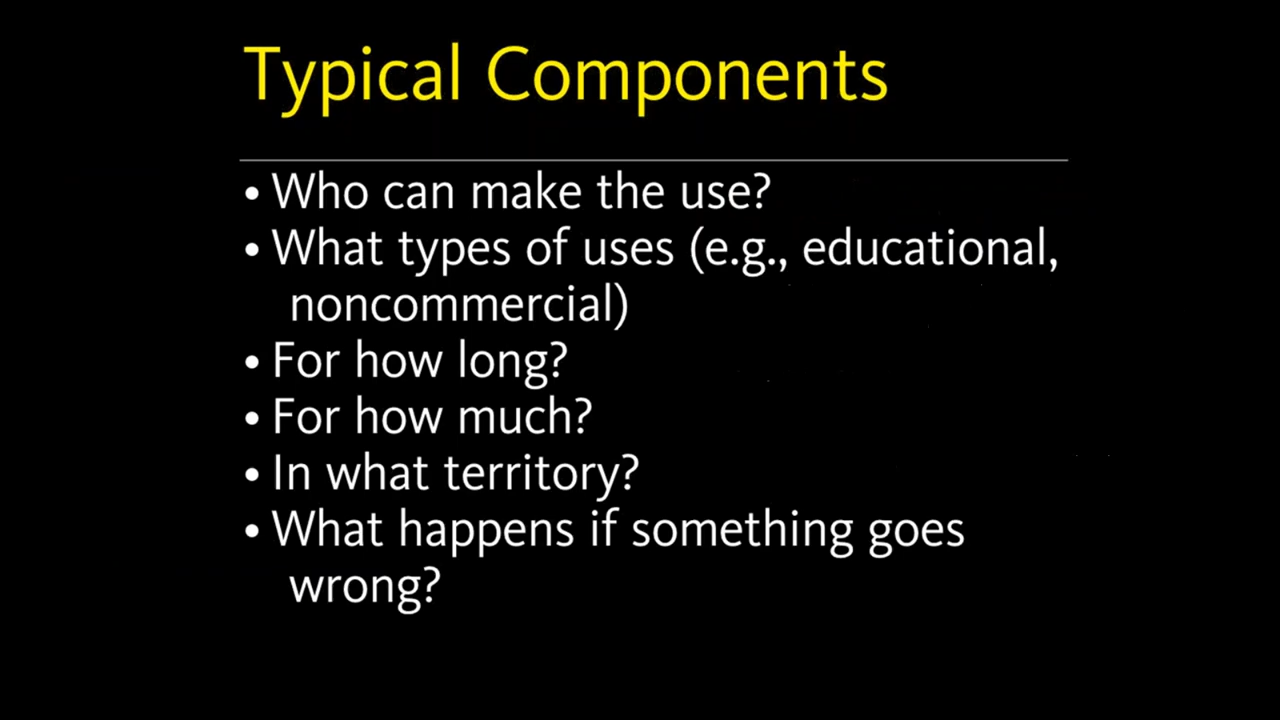 Typical Components
• Who can make the use?
• What types of uses (e.g., educational,
noncommercial)
• For how long?
• For how much?
• In what territory?
• What happens if something goes
wrong?